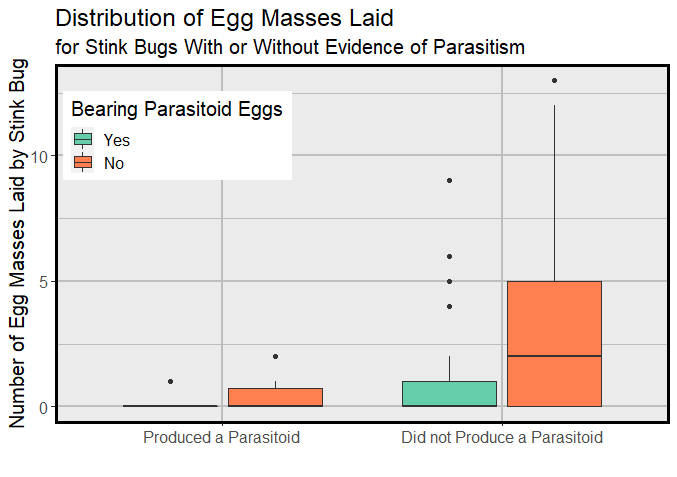 Distribution of Egg Masses Laid
for Stink Bugs With or Without Evidence of Parasitism
Number of Egg Masses Laid by Stink Bug
Bearing Parasitoid Eggs
Yes
No
10
5
0
Produced a Parasitoid
Did not Produce a Parasitoid